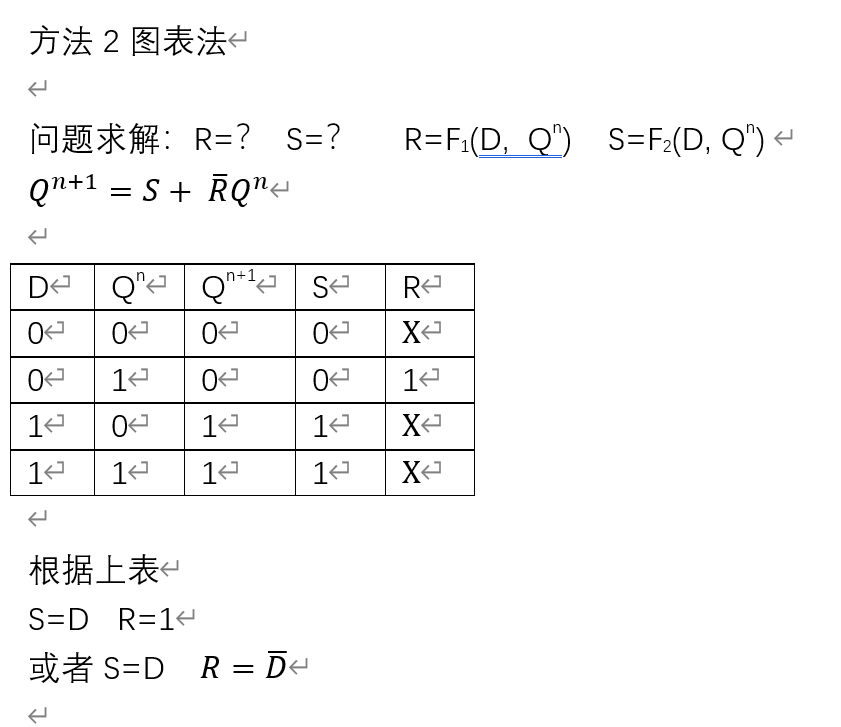 方法 2 图表法
问题求解：R=？ S=？ R=F₁(D, Qⁿ) S=F₂(D, Qⁿ)
Qⁿ⁺¹ = S + R̅Qⁿ
D Qⁿ Qⁿ⁺¹ S R
0 0 0 0 X
0 1 0 0 1
1 0 1 1 X
1 1 1 1 X
根据上表
S=D R=1
或者 S=D R = D̅